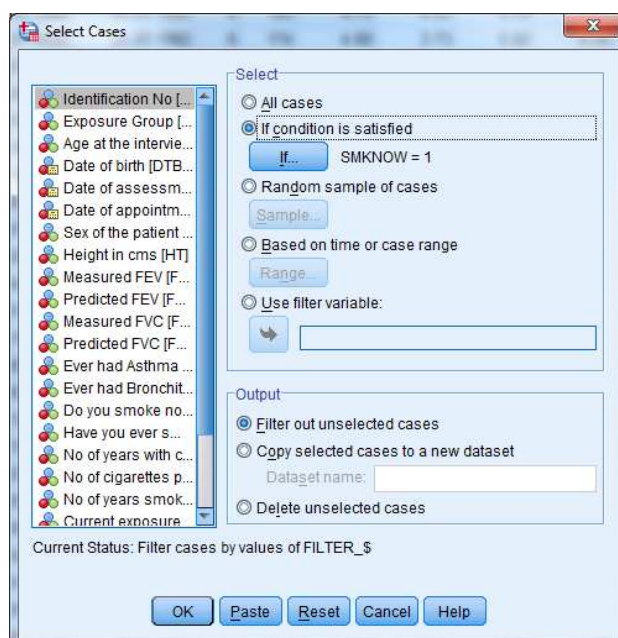 Select Cases
Identification No [...
Exposure Group [...
Age at the intervie...
Date of birth [DTB...
Date of assessm...
Date of appointm...
Sex of the patient ...
Height in cms [HT]
Measured FEV [F...
Predicted FEV [F...
Measured FVC [F...
Predicted FVC [F...
Ever had Asthma ...
Ever had Bronchit...
Do you smoke no...
Have you ever s...
No of years with c...
No of cigarettes p...
No of years smok...
Current exposure
Select
All cases
If condition is satisfied
If... SMKNOW = 1
Random sample of cases
Sample...
Based on time or case range
Range...
Use filter variable:
Output
Filter out unselected cases
Copy selected cases to a new dataset
Dataset name:
Delete unselected cases
Current Status: Filter cases by values of FILTER_$
OK Paste Reset Cancel Help